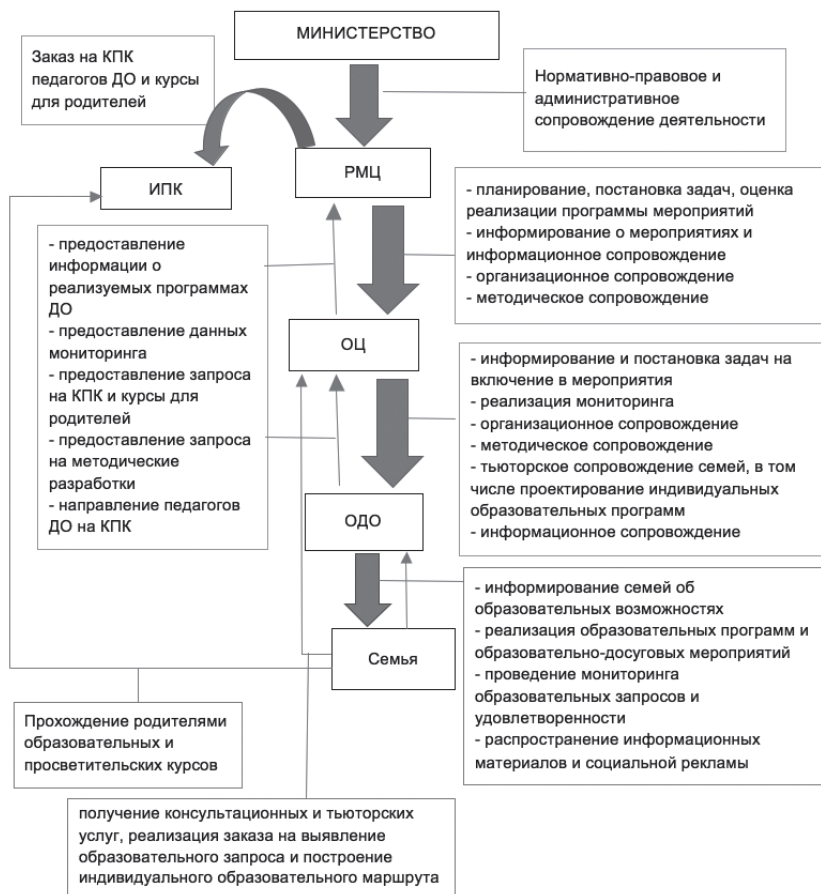 МИНИСТЕРСТВО
Заказ на КПК
педагогов ДО и курсы
для родителей
Нормативно-правовое и
административное
сопровождение деятельности
РМЦ
ИПК
- планирование, постановка задач, оценка
реализации программы мероприятий
- информирование о мероприятиях и
информационное сопровождение
- организационное сопровождение
- методическое сопровождение
- предоставление
информации о
реализуемых программах
ДО
- предоставление данных
мониторинга
- предоставление запроса
на КПК и курсы для
родителей
- предоставление запроса
на методические
разработки
- направление педагогов
ДО на КПК
ОЦ
- информирование и постановка задач на
включение в мероприятия
- реализация мониторинга
- организационное сопровождение
- методическое сопровождение
- тьюторское сопровождение семей, в том
числе проектирование индивидуальных
образовательных программ
- информационное сопровождение
ОДО
- информирование семей об
образовательных возможностях
- реализация образовательных программ и
образовательно-досуговых мероприятий
- проведение мониторинга
образовательных запросов и
удовлетворенности
- распространение информационных
материалов и социальной рекламы
Семья
Прохождение родителями
образовательных и
просветительских курсов
получение консультационных и тьюторских
услуг, реализация заказа на выявление
образовательного запроса и построение
индивидуального образовательного маршрута